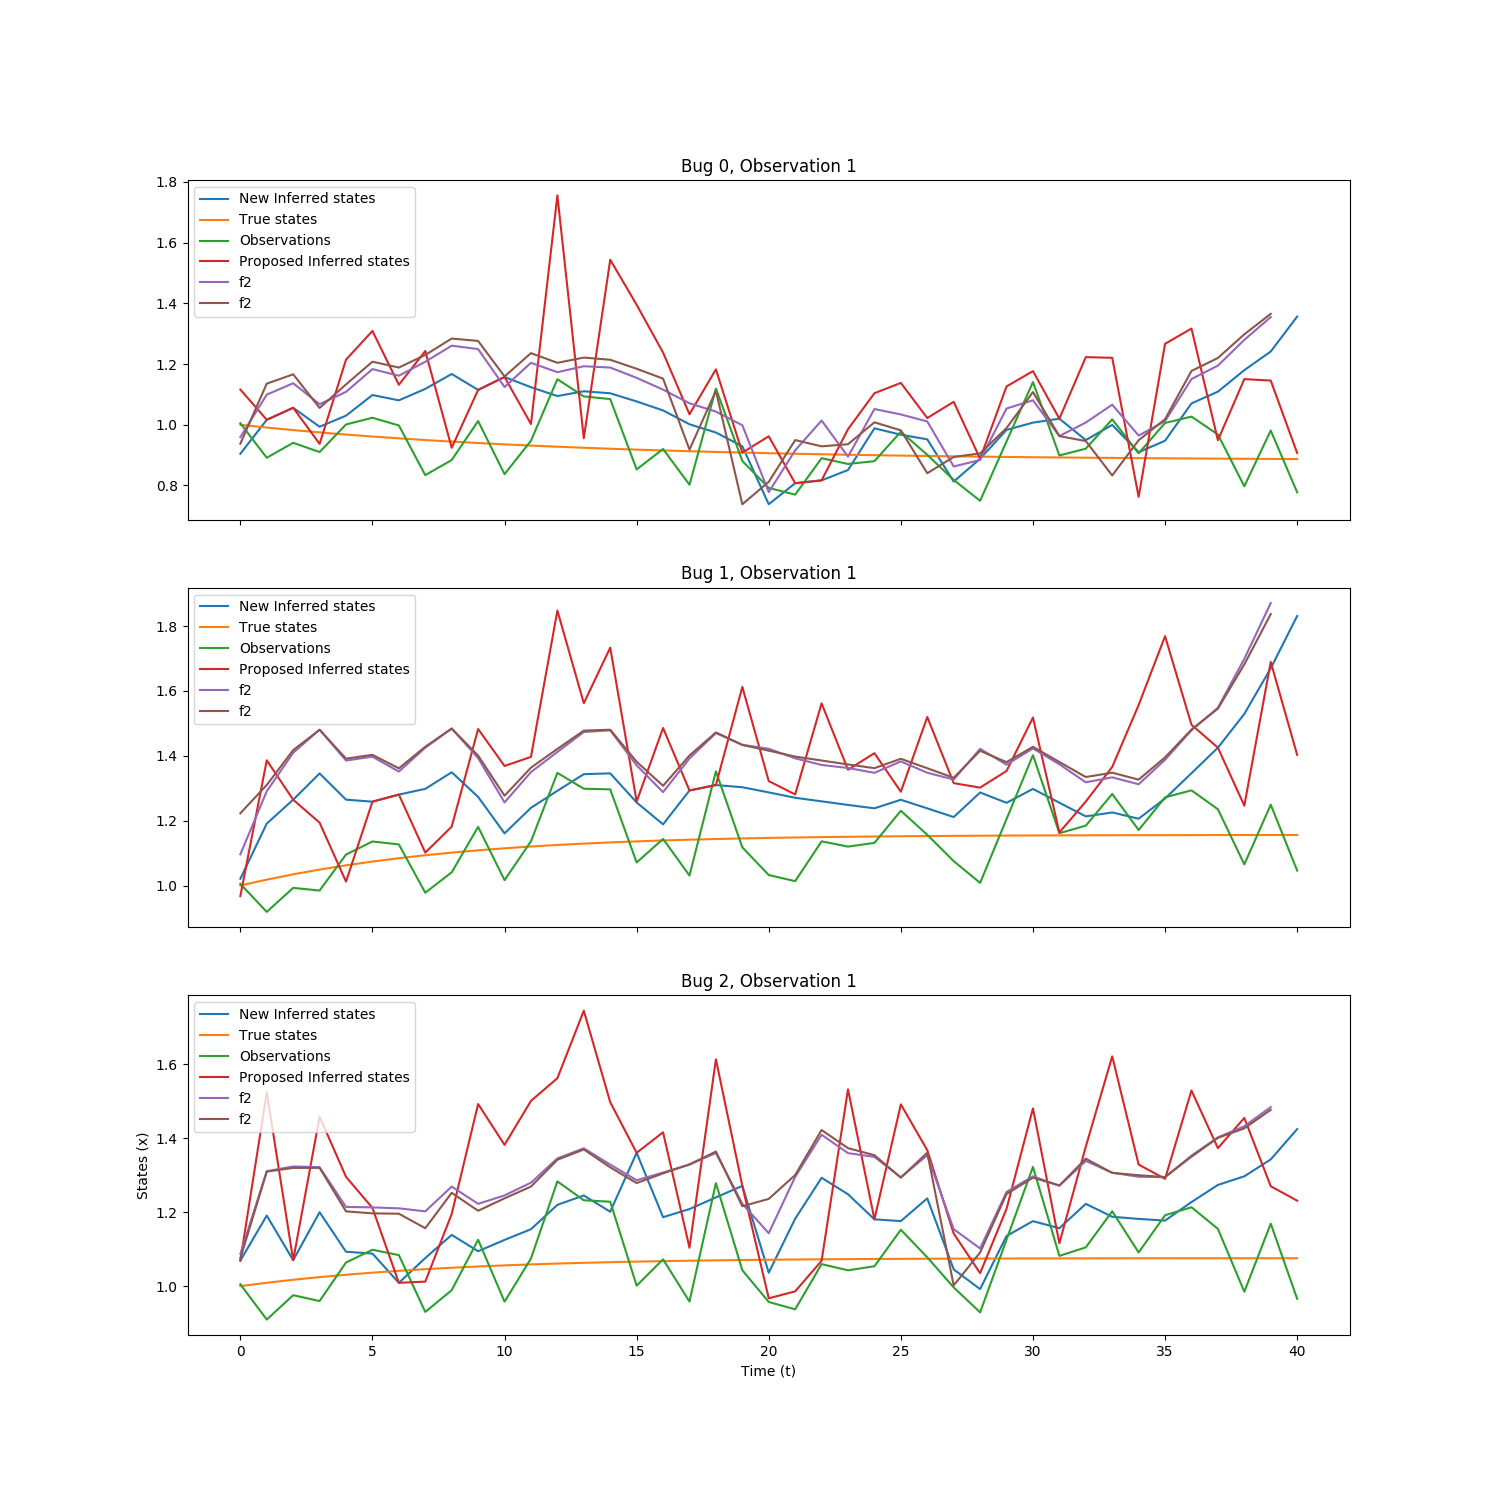 Bug 0, Observation 1
1.8
1.6
1.4
1.2
1.0
0.8
New Inferred states
True states
Observations
Proposed Inferred states
f2
f2
Bug 1, Observation 1
1.8
1.6
1.4
1.2
1.0
New Inferred states
True states
Observations
Proposed Inferred states
f2
f2
Bug 2, Observation 1
1.6
1.4
1.2
1.0
New Inferred states
True states
Observations
Proposed Inferred states
f2
f2
States (x)
0 5 10 15 20 25 30 35 40
Time (t)